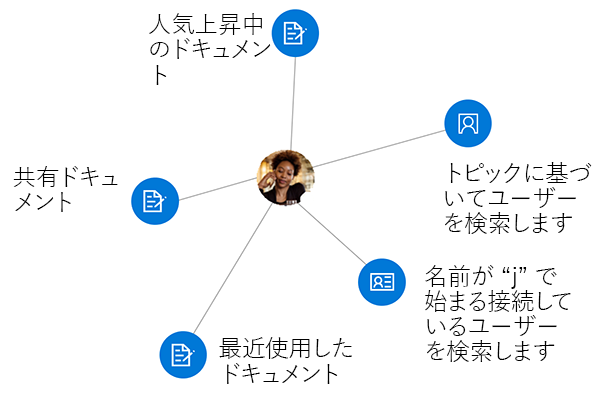 人気上昇中
のドキュメン
ト
トピックに基づ
いてユーザー
を検索します
共有ドキュ
メント
名前が “j” で
始まる接続して
いるユーザー
を検索します
最近使用した
ドキュメント